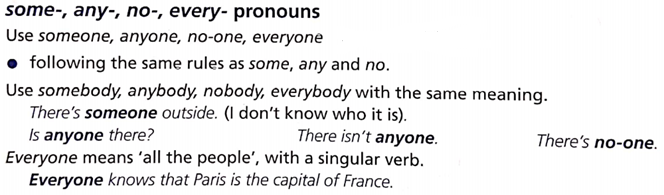 some-, any-, no-, every- pronouns
Use someone, anyone, no-one, everyone
● following the same rules as some, any and no.
Use somebody, anybody, nobody, everybody with the same meaning.
There's someone outside. (I don't know who it is).
Is anyone there? There isn't anyone. There's no-one.
Everyone means 'all the people', with a singular verb.
Everyone knows that Paris is the capital of France.